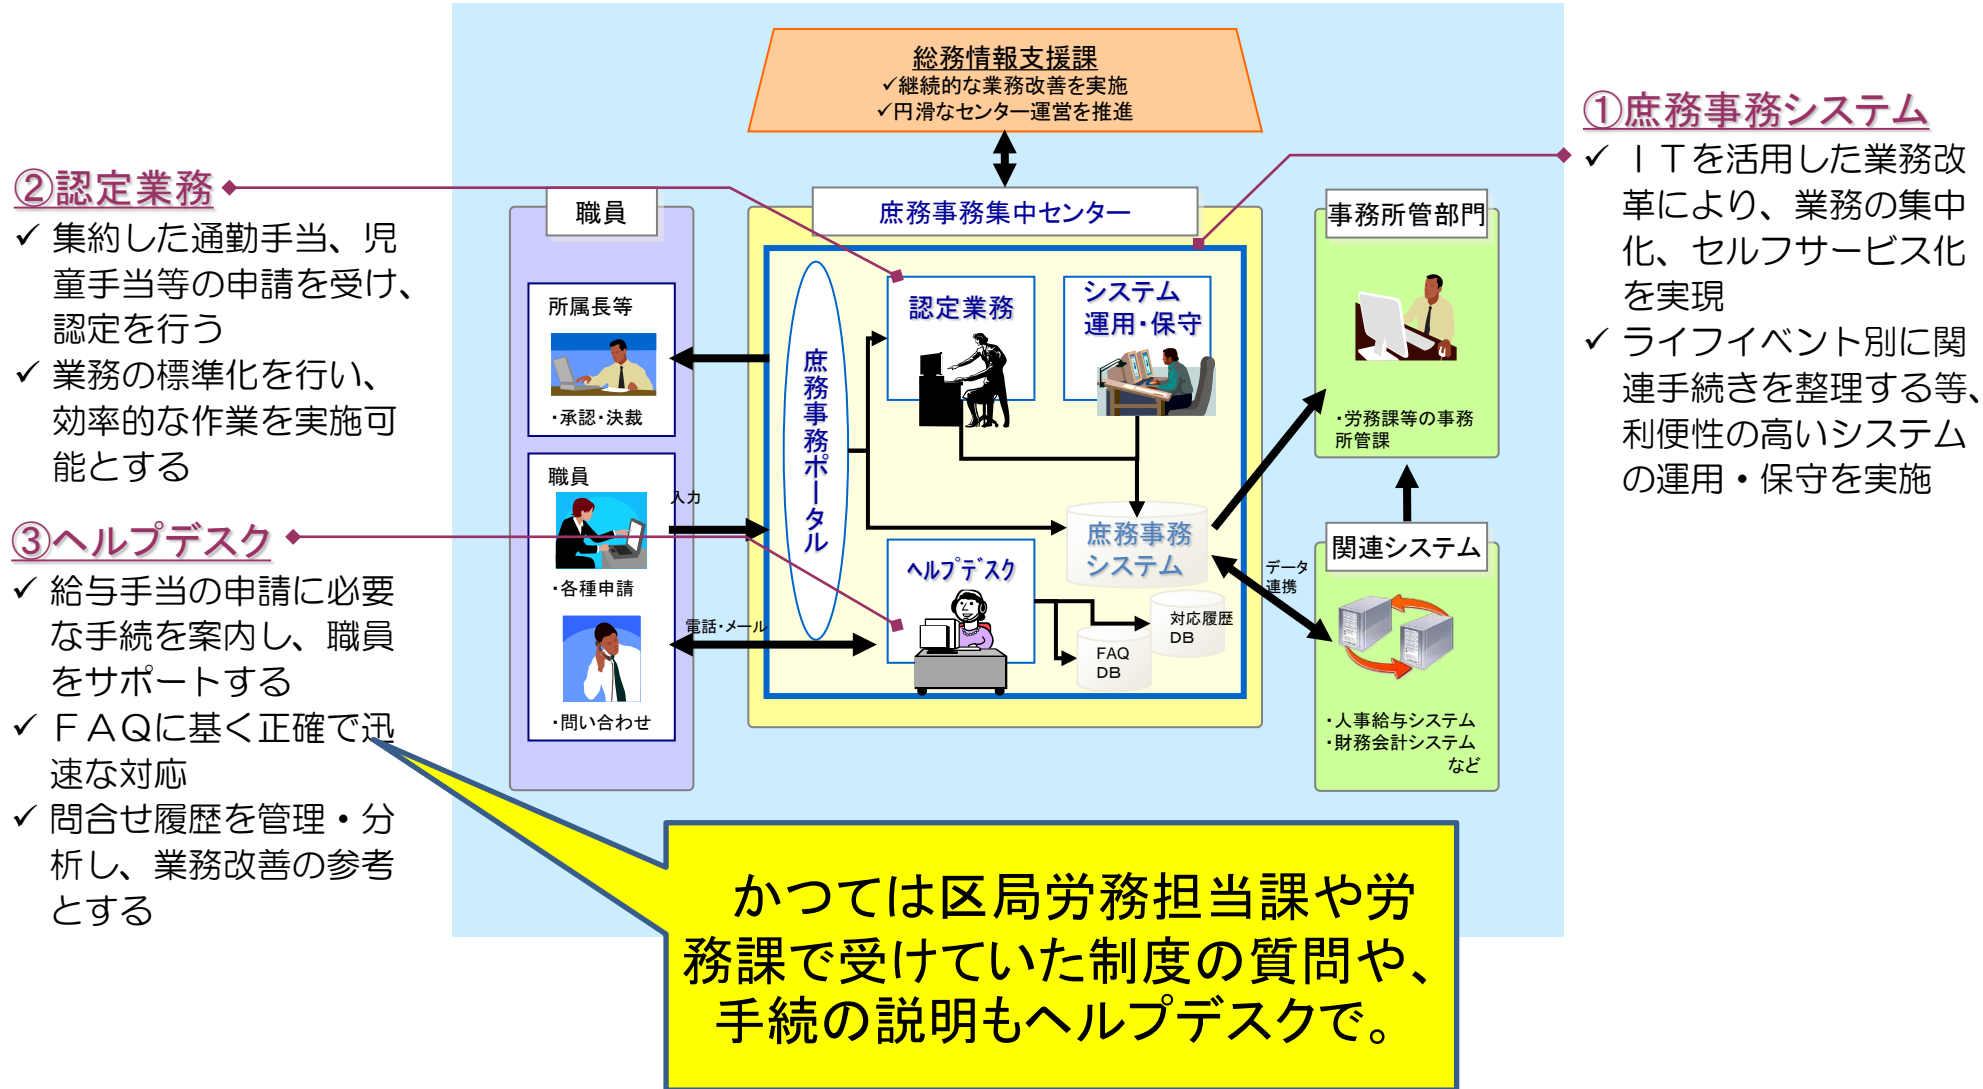 総務情報支援課
✓継続的な業務改善を実施
✓円滑なセンター運営を推進
①庶務事務システム
✓ ＩＴを活用した業務改
革により、業務の集中
化、セルフサービス化
を実現
✓ ライフイベント別に関
連手続きを整理する等、
利便性の高いシステム
の運用・保守を実施
②認定業務
✓ 集約した通勤手当、児
童手当等の申請を受け、
認定を行う
✓ 業務の標準化を行い、
効率的な作業を実施可
能とする
③ヘルプデスク
✓ 給与手当の申請に必要
な手続を案内し、職員
をサポートする
✓ ＦＡＱに基く正確で迅
速な対応
✓ 問合せ履歴を管理・分
析し、業務改善の参考
とする
職員
所属長等
・承認・決裁
職員
・各種申請
・問い合わせ
入力
電話・メール
庶務事務集中センター
庶務事務ポータル
認定業務
システム
運用・保守
庶務事務
システム
ヘルプデスク
対応履歴
DB
FAQ
DB
データ
連携
事務所管部門
・労務課等の事務
所管課
関連システム
・人事給与システム
・財務会計システム
など
かつては区局労務担当課や労
務課で受けていた制度の質問や、
手続の説明もヘルプデスクで。